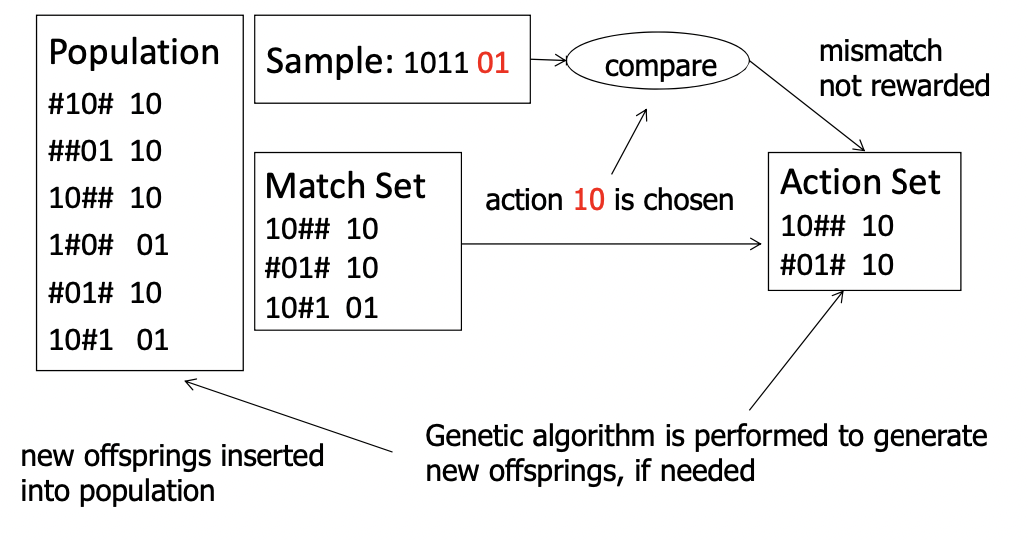 Population
#10# 10
##01 10
10## 10
1#0# 01
#01# 10
10#1 01
Sample: 1011 01
compare
mismatch
not rewarded
Match Set
10## 10
#01# 10
10#1 01
action 10 is chosen
Action Set
10## 10
#01# 10
new offsprings inserted
into population
Genetic algorithm is performed to generate
new offsprings, if needed